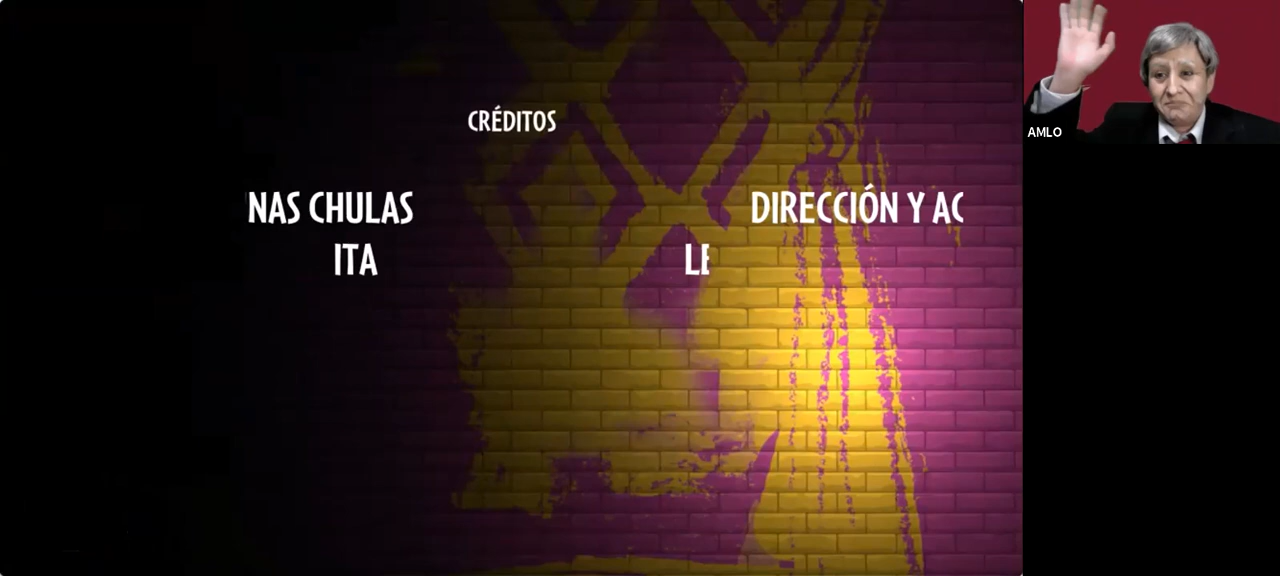 CRÉDITOS
NAS CHULAS
DIRECCIÓN Y AC
ITA
LE
AMLO